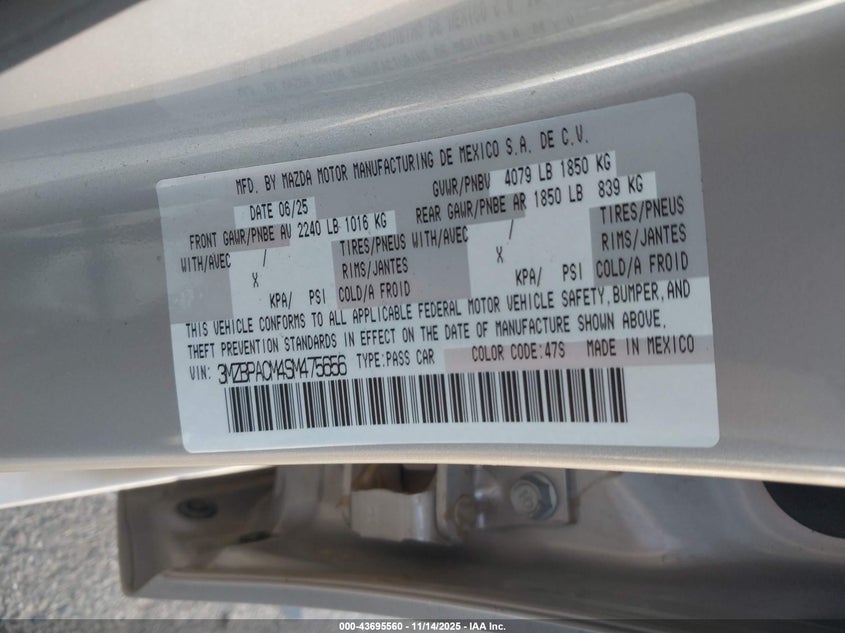 MFD. BY MAZDA MOTOR MANUFACTURING DE MEXICO S.A. DE C.V.
DATE 06/25 GVWR/PNBV 4079 LB 1850 KG
FRONT GAWR/PNBE AV 2240 LB 1016 KG REAR GAWR/PNBE AR 1850 LB 839 KG
WITH/AVEC / TIRES/PNEUS WITH/AVEC / TIRES/PNEUS
X RIMS/JANTES X RIMS/JANTES
KPA/ PSI COLD/A FROID KPA/ PSI COLD/A FROID
THIS VEHICLE CONFORMS TO ALL APPLICABLE FEDERAL MOTOR VEHICLE SAFETY, BUMPER, AND
THEFT PREVENTION STANDARDS IN EFFECT ON THE DATE OF MANUFACTURE SHOWN ABOVE.
VIN: 3MZBPACM4SM475656 TYPE:PASS CAR COLOR CODE:47S MADE IN MEXICO
000-43695560 - 11/14/2025 - IAA Inc.